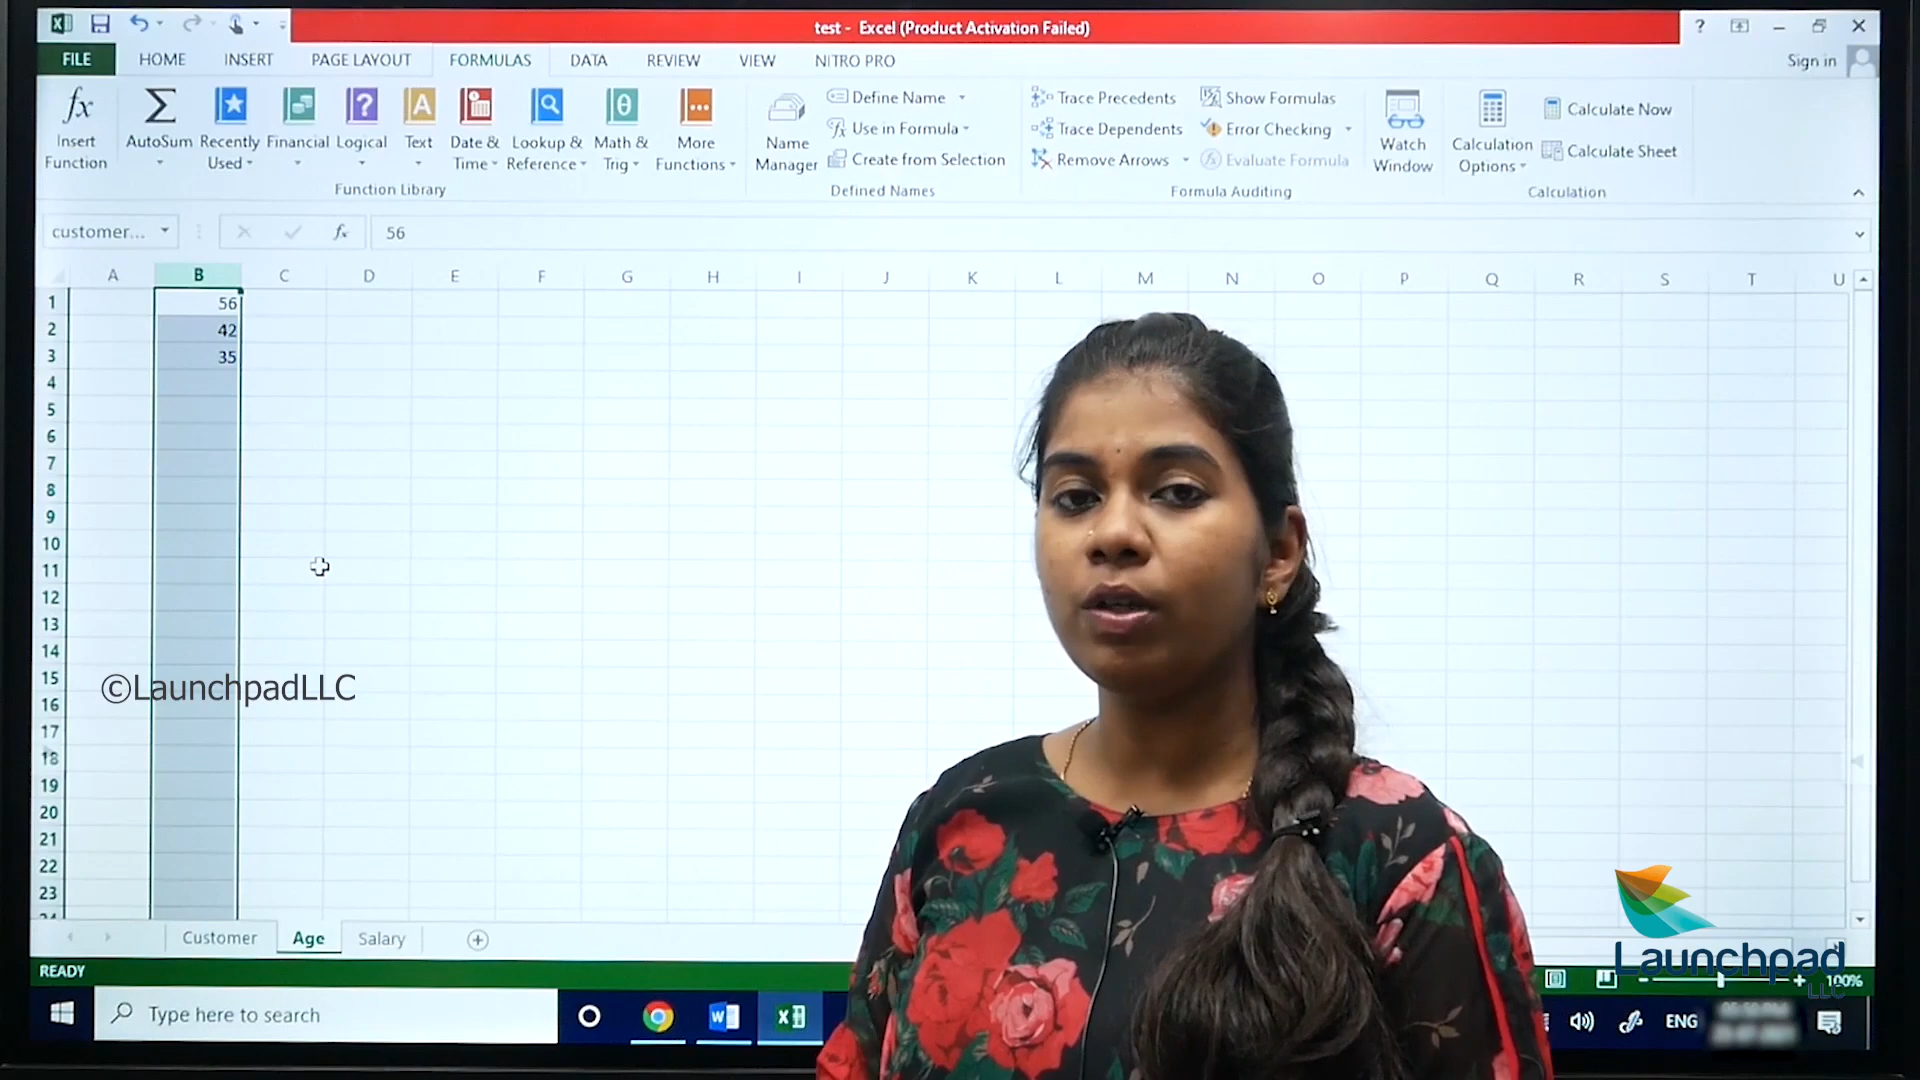 test - Excel (Product Activation Failed)
?
FILE HOME INSERT PAGE LAYOUT FORMULAS DATA REVIEW VIEW NITRO PRO Sign in
fx Insert Function
Σ AutoSum
Recently Used
Financial
Logical
Text
Date & Time
Lookup & Reference
Math & Trig
More Functions
Function Library
Name Manager
Define Name
Use in Formula
Create from Selection
Defined Names
Trace Precedents
Trace Dependents
Remove Arrows
Show Formulas
Error Checking
Evaluate Formula
Formula Auditing
Watch Window
Calculation Options
Calculate Now
Calculate Sheet
Calculation
customer... fx 56
A B C D E F G H I J K L M N O P Q R S T U
1 56
2 42
3 35
4
5
6
7
8
9
10
11
12
13
14
15
16
17
18
19
20
21
22
23
©LaunchpadLLC
Customer Age Salary
READY
100%
Launchpad
LLC
Type here to search
ENG